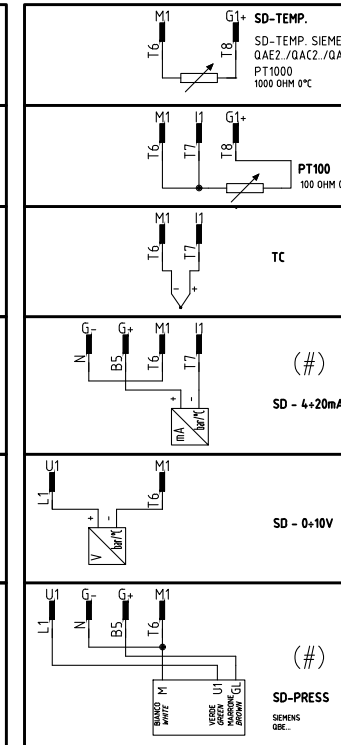 M1 G1+ SD-TEMP.
T6 T8
SD-TEMP. SIEME
QAE2../QAC2../QA
PT1000
1000 OHM 0°C
M1 I1 G1+
T6 T7 T8
PT100
100 OHM 0
M1 I1
T6 T7
TC
- +
G- G+ M1 I1
N B5 T6 T7
(#)
+ -
mA bar/°C
SD - 4÷20mA
U1 M1
L1 T6
+ -
V bar/°C
SD - 0÷10V
U1 G- G+ M1
L1 N B5 T6
(#)
M U1 GL
BIANCO WHITE
VERDE GREEN
MARRONE BROWN
SD-PRESS
SIEMENS
QBE...